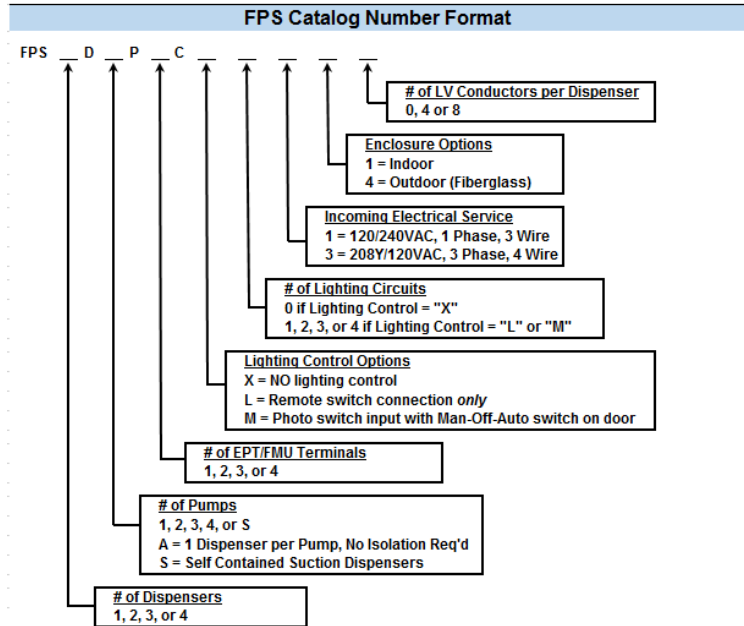 FPS Catalog Number Format
FPS __ D __ P __ C __ __ __ __ __
# of LV Conductors per Dispenser
0, 4 or 8
Enclosure Options
1 = Indoor
4 = Outdoor (Fiberglass)
Incoming Electrical Service
1 = 120/240VAC, 1 Phase, 3 Wire
3 = 208Y/120VAC, 3 Phase, 4 Wire
# of Lighting Circuits
0 if Lighting Control = "X"
1, 2, 3, or 4 if Lighting Control = "L" or "M"
Lighting Control Options
X = NO lighting control
L = Remote switch connection only
M = Photo switch input with Man-Off-Auto switch on door
# of EPT/FMU Terminals
1, 2, 3, or 4
# of Pumps
1, 2, 3, 4, or S
A = 1 Dispenser per Pump, No Isolation Req'd
S = Self Contained Suction Dispensers
# of Dispensers
1, 2, 3, or 4